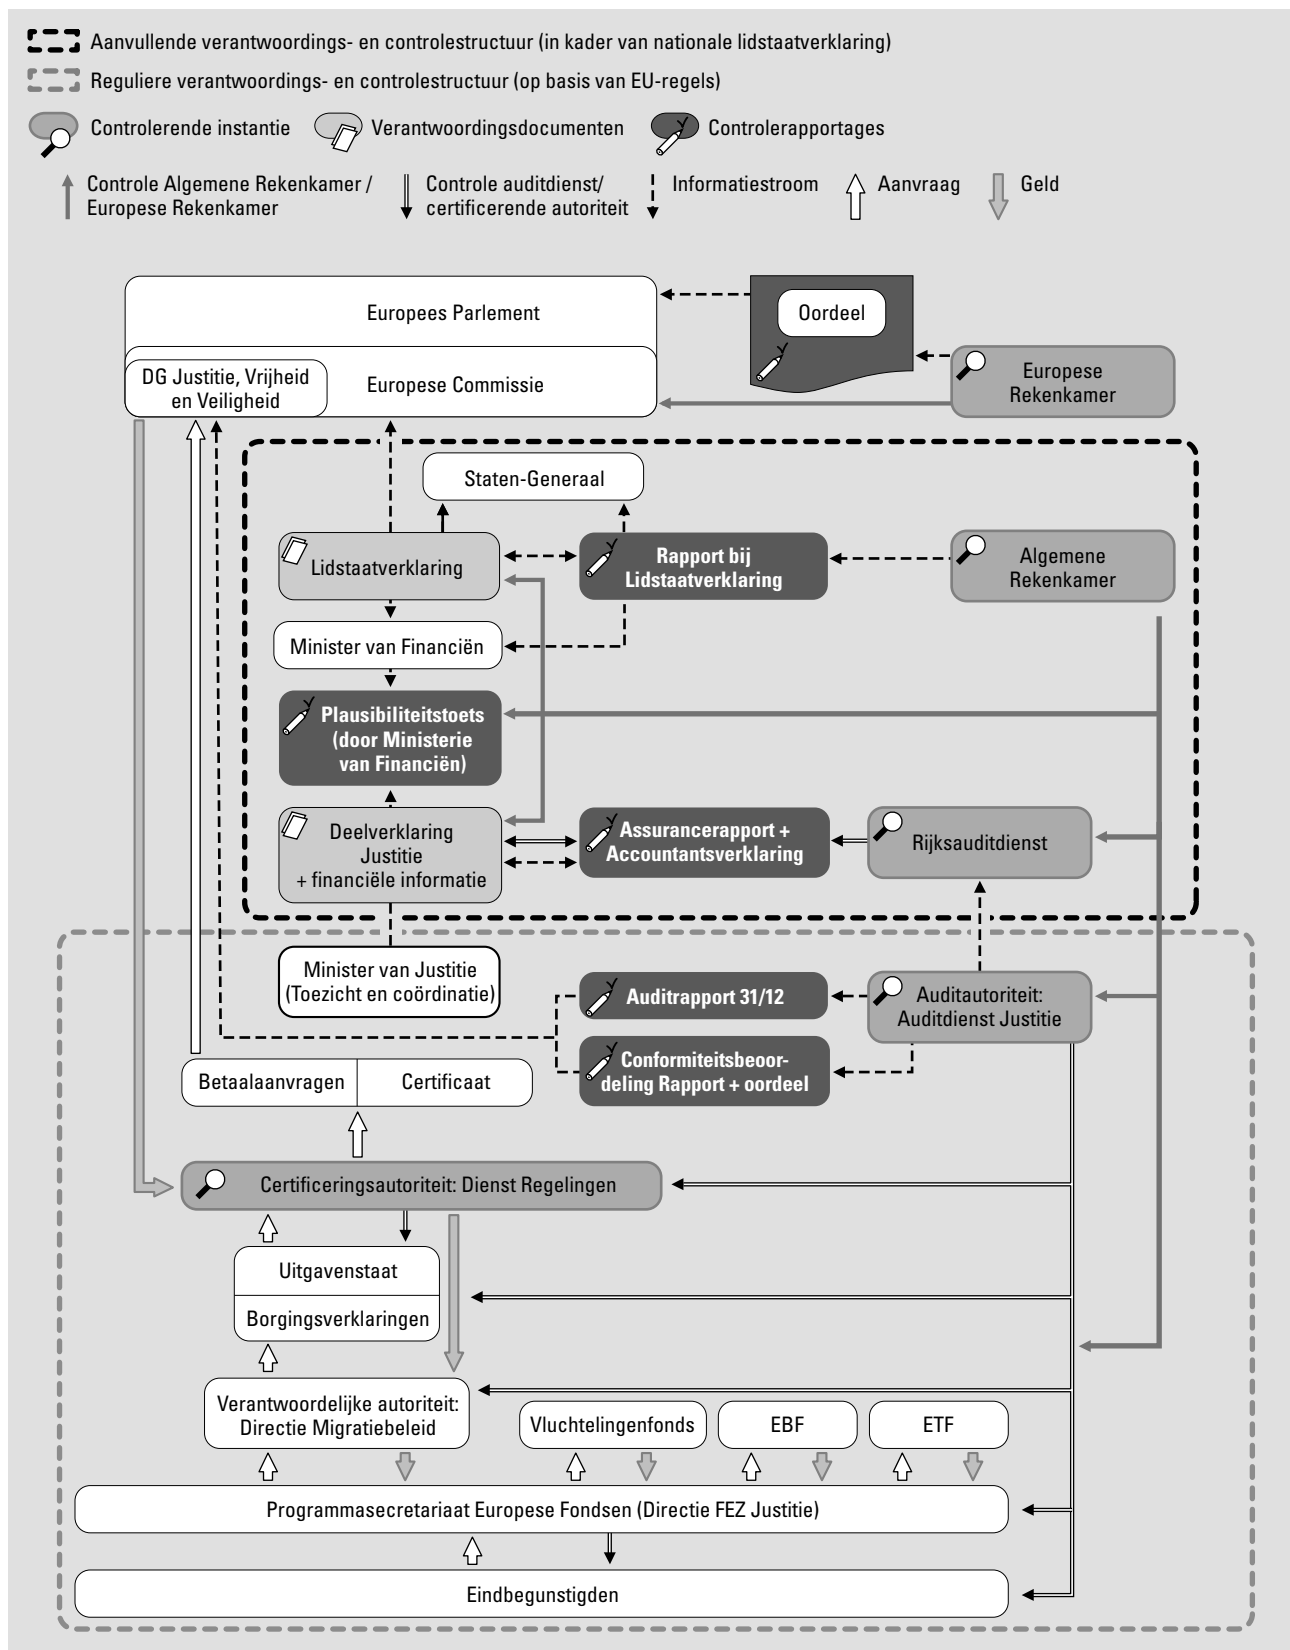 Aanvullende verantwoordings- en controlestructuur (in kader van nationale lidstaatverklaring)
Reguliere verantwoordings- en controlestructuur (op basis van EU-regels)
Controlerende instantie
Verantwoordingsdocumenten
Controlerapportages
Controle Algemene Rekenkamer /
Europese Rekenkamer
Controle auditdienst/
certificerende autoriteit
Informatiestroom
Aanvraag
Geld
Europees Parlement
Oordeel
DG Justitie, Vrijheid
en Veiligheid
Europese Commissie
Europese
Rekenkamer
Staten-Generaal
Lidstaatverklaring
Rapport bij
Lidstaatverklaring
Algemene
Rekenkamer
Minister van Financiën
Plausibiliteitstoets
(door Ministerie
van Financiën)
Deelverklaring
Justitie
+ financiële informatie
Assurancerapport +
Accountantsverklaring
Rijksauditdienst
Minister van Justitie
(Toezicht en coördinatie)
Auditrapport 31/12
Auditautoriteit:
Auditdienst Justitie
Conformiteitsbeoor-
deling Rapport + oordeel
Betaalaanvragen
Certificaat
Certificeringsautoriteit: Dienst Regelingen
Uitgavenstaat
Borgingsverklaringen
Verantwoordelijke autoriteit:
Directie Migratiebeleid
Vluchtelingenfonds
EBF
ETF
Programmasecretariaat Europese Fondsen (Directie FEZ Justitie)
Eindbegunstigden